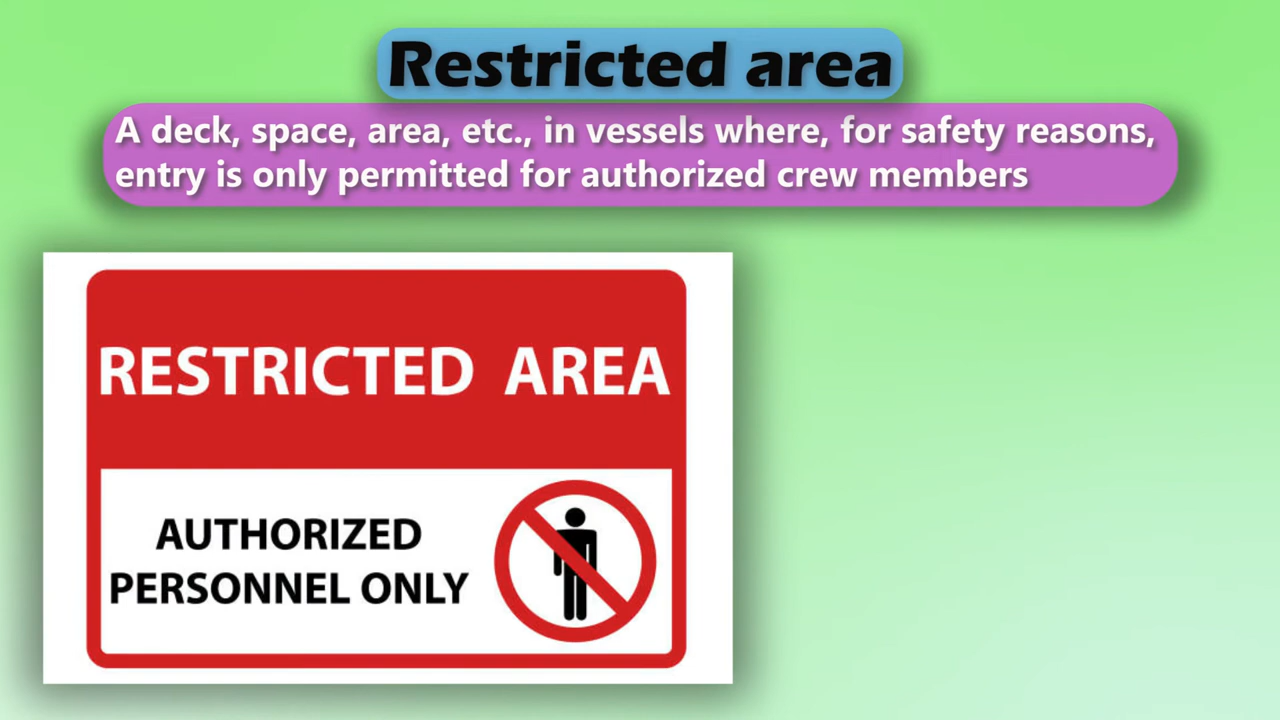 Restricted area
A deck, space, area, etc., in vessels where, for safety reasons,
entry is only permitted for authorized crew members
RESTRICTED AREA
AUTHORIZED
PERSONNEL ONLY